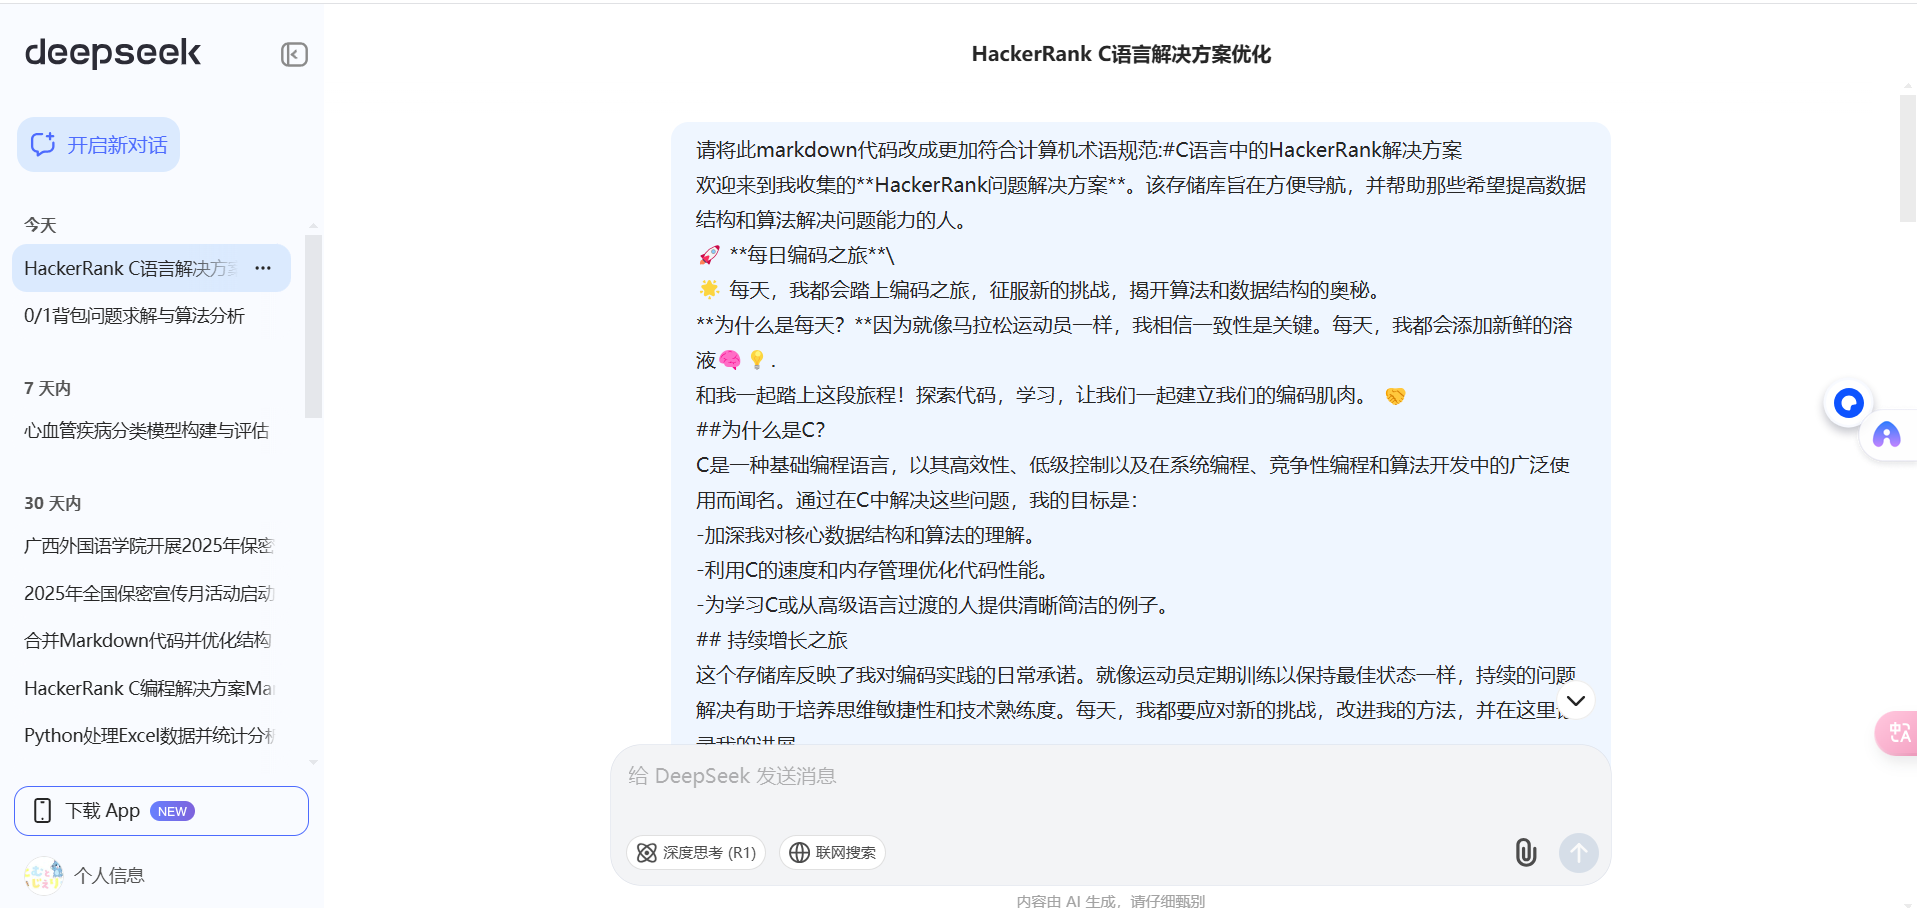 deepseek
开启新对话
今天
HackerRank C语言解决方案
0/1背包问题求解与算法分析
7 天内
心血管疾病分类模型构建与评估
30 天内
广西外国语学院开展2025年保密
2025年全国保密宣传月活动启动
合并Markdown代码并优化结构
HackerRank C编程解决方案Mar
Python处理Excel数据并统计分析
下载 App NEW
个人信息
HackerRank C语言解决方案优化
请将此markdown代码改成更加符合计算机术语规范:#C语言中的HackerRank解决方案
欢迎来到我收集的**HackerRank问题解决方案**。该存储库旨在方便导航，并帮助那些希望提高数据
结构和算法解决问题能力的人。
🚀 **每日编码之旅**\
🌟 每天，我都会踏上编码之旅，征服新的挑战，揭开算法和数据结构的奥秘。
**为什么是每天？**因为就像马拉松运动员一样，我相信一致性是关键。每天，我都会添加新鲜的溶
液🧠💡.
和我一起踏上这段旅程！探索代码，学习，让我们一起建立我们的编码肌肉。 🤝
##为什么是C?
C是一种基础编程语言，以其高效性、低级控制以及在系统编程、竞争性编程和算法开发中的广泛使
用而闻名。通过在C中解决这些问题，我的目标是：
-加深我对核心数据结构和算法的理解。
-利用C的速度和内存管理优化代码性能。
-为学习C或从高级语言过渡的人提供清晰简洁的例子。
## 持续增长之旅
这个存储库反映了我对编码实践的日常承诺。就像运动员定期训练以保持最佳状态一样，持续的问题
解决有助于培养思维敏捷性和技术熟练度。每天，我都要应对新的挑战，改进我的方法，并在这里记
录我的进展
给 DeepSeek 发送消息
深度思考 (R1)
联网搜索
内容由 AI 生成，请仔细甄别
中A